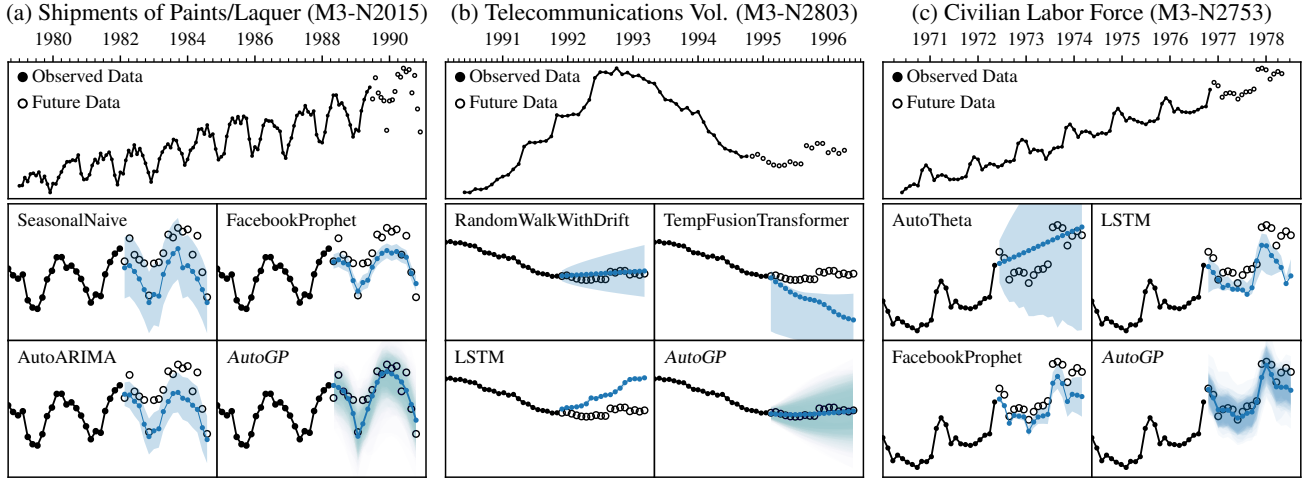 (a) Shipments of Paints/Laquer (M3-N2015)
1980 1982 1984 1986 1988 1990
Observed Data
Future Data
SeasonalNaive FacebookProphet
AutoARIMA AutoGP
(b) Telecommunications Vol. (M3-N2803)
1991 1992 1993 1994 1995 1996
Observed Data
Future Data
RandomWalkWithDrift TempFusionTransformer
LSTM AutoGP
(c) Civilian Labor Force (M3-N2753)
1971 1972 1973 1974 1975 1976 1977 1978
Observed Data
Future Data
AutoTheta LSTM
FacebookProphet AutoGP